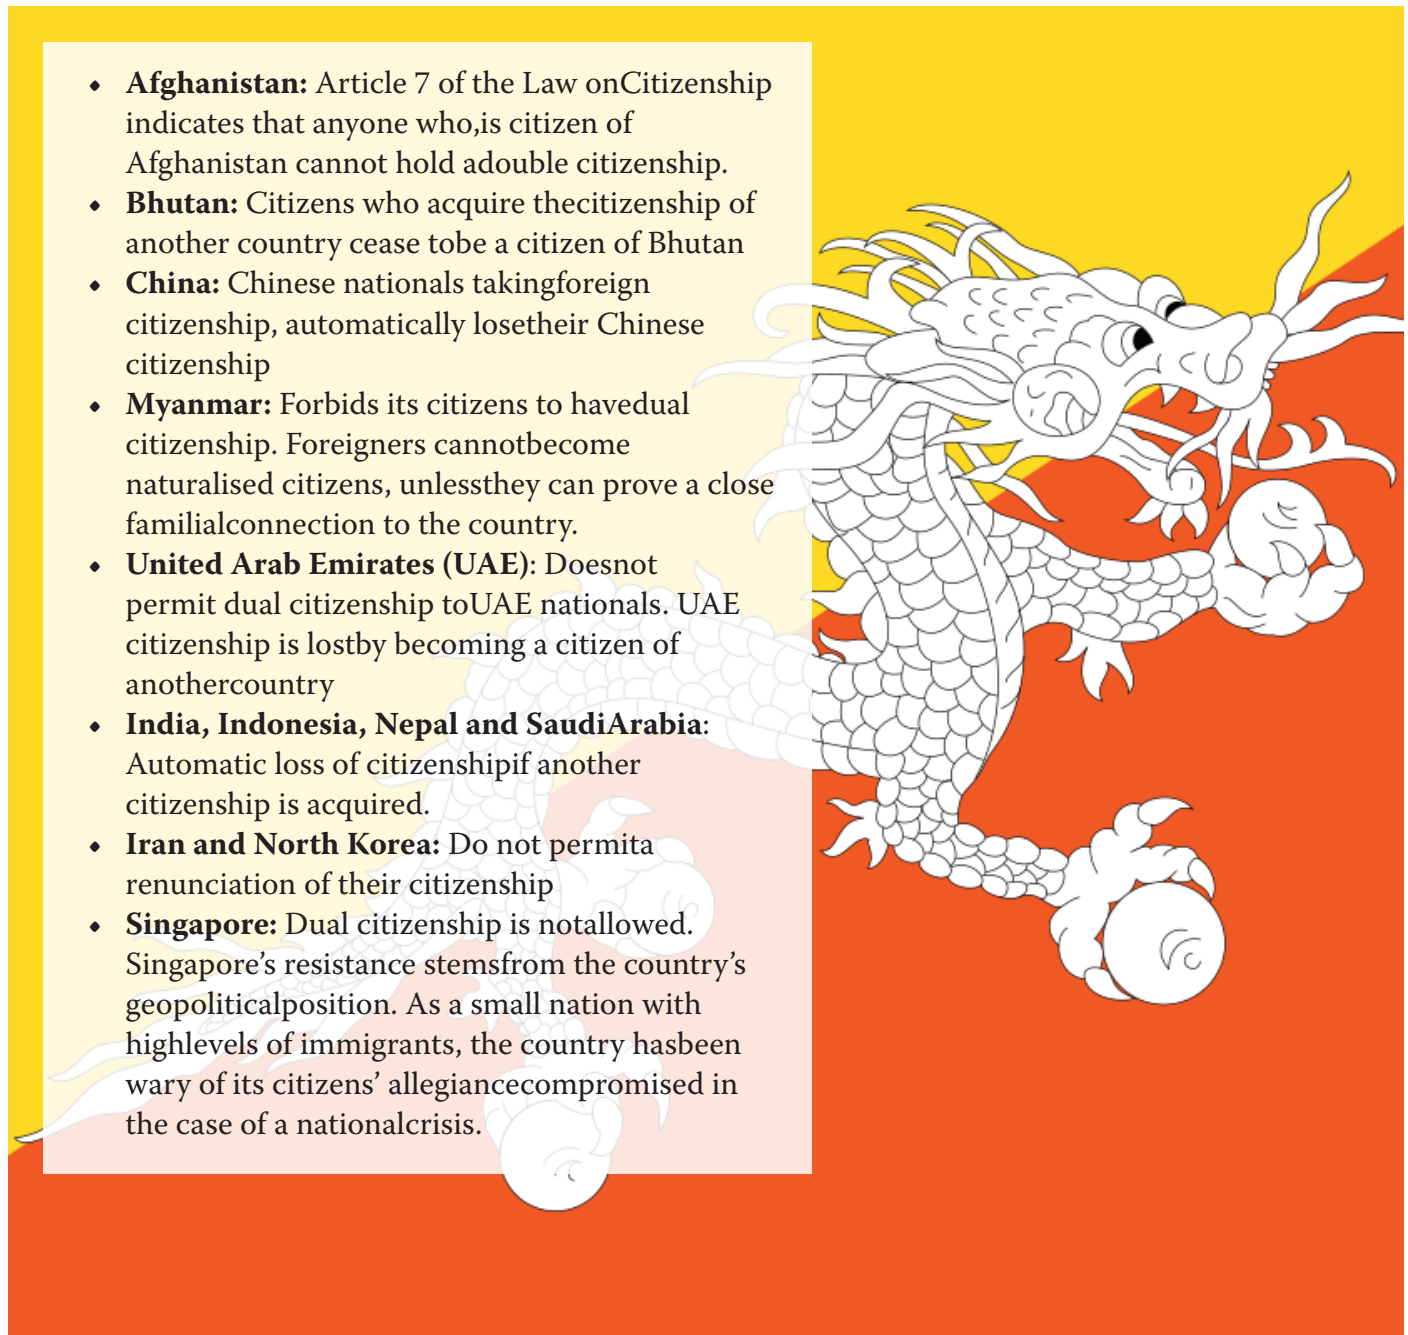 • Afghanistan: Article 7 of the Law onCitizenship
indicates that anyone who,is citizen of
Afghanistan cannot hold adouble citizenship.
• Bhutan: Citizens who acquire thecitizenship of
another country cease tobe a citizen of Bhutan
• China: Chinese nationals takingforeign
citizenship, automatically losetheir Chinese
citizenship
• Myanmar: Forbids its citizens to havedual
citizenship. Foreigners cannotbecome
naturalised citizens, unlessthey can prove a close
familialconnection to the country.
• United Arab Emirates (UAE): Doesnot
permit dual citizenship toUAE nationals. UAE
citizenship is lostby becoming a citizen of
anothercountry
• India, Indonesia, Nepal and SaudiArabia:
Automatic loss of citizenshipif another
citizenship is acquired.
• Iran and North Korea: Do not permita
renunciation of their citizenship
• Singapore: Dual citizenship is notallowed.
Singapore’s resistance stemsfrom the country’s
geopoliticalposition. As a small nation with
highlevels of immigrants, the country hasbeen
wary of its citizens’ allegiancecompromised in
the case of a nationalcrisis.